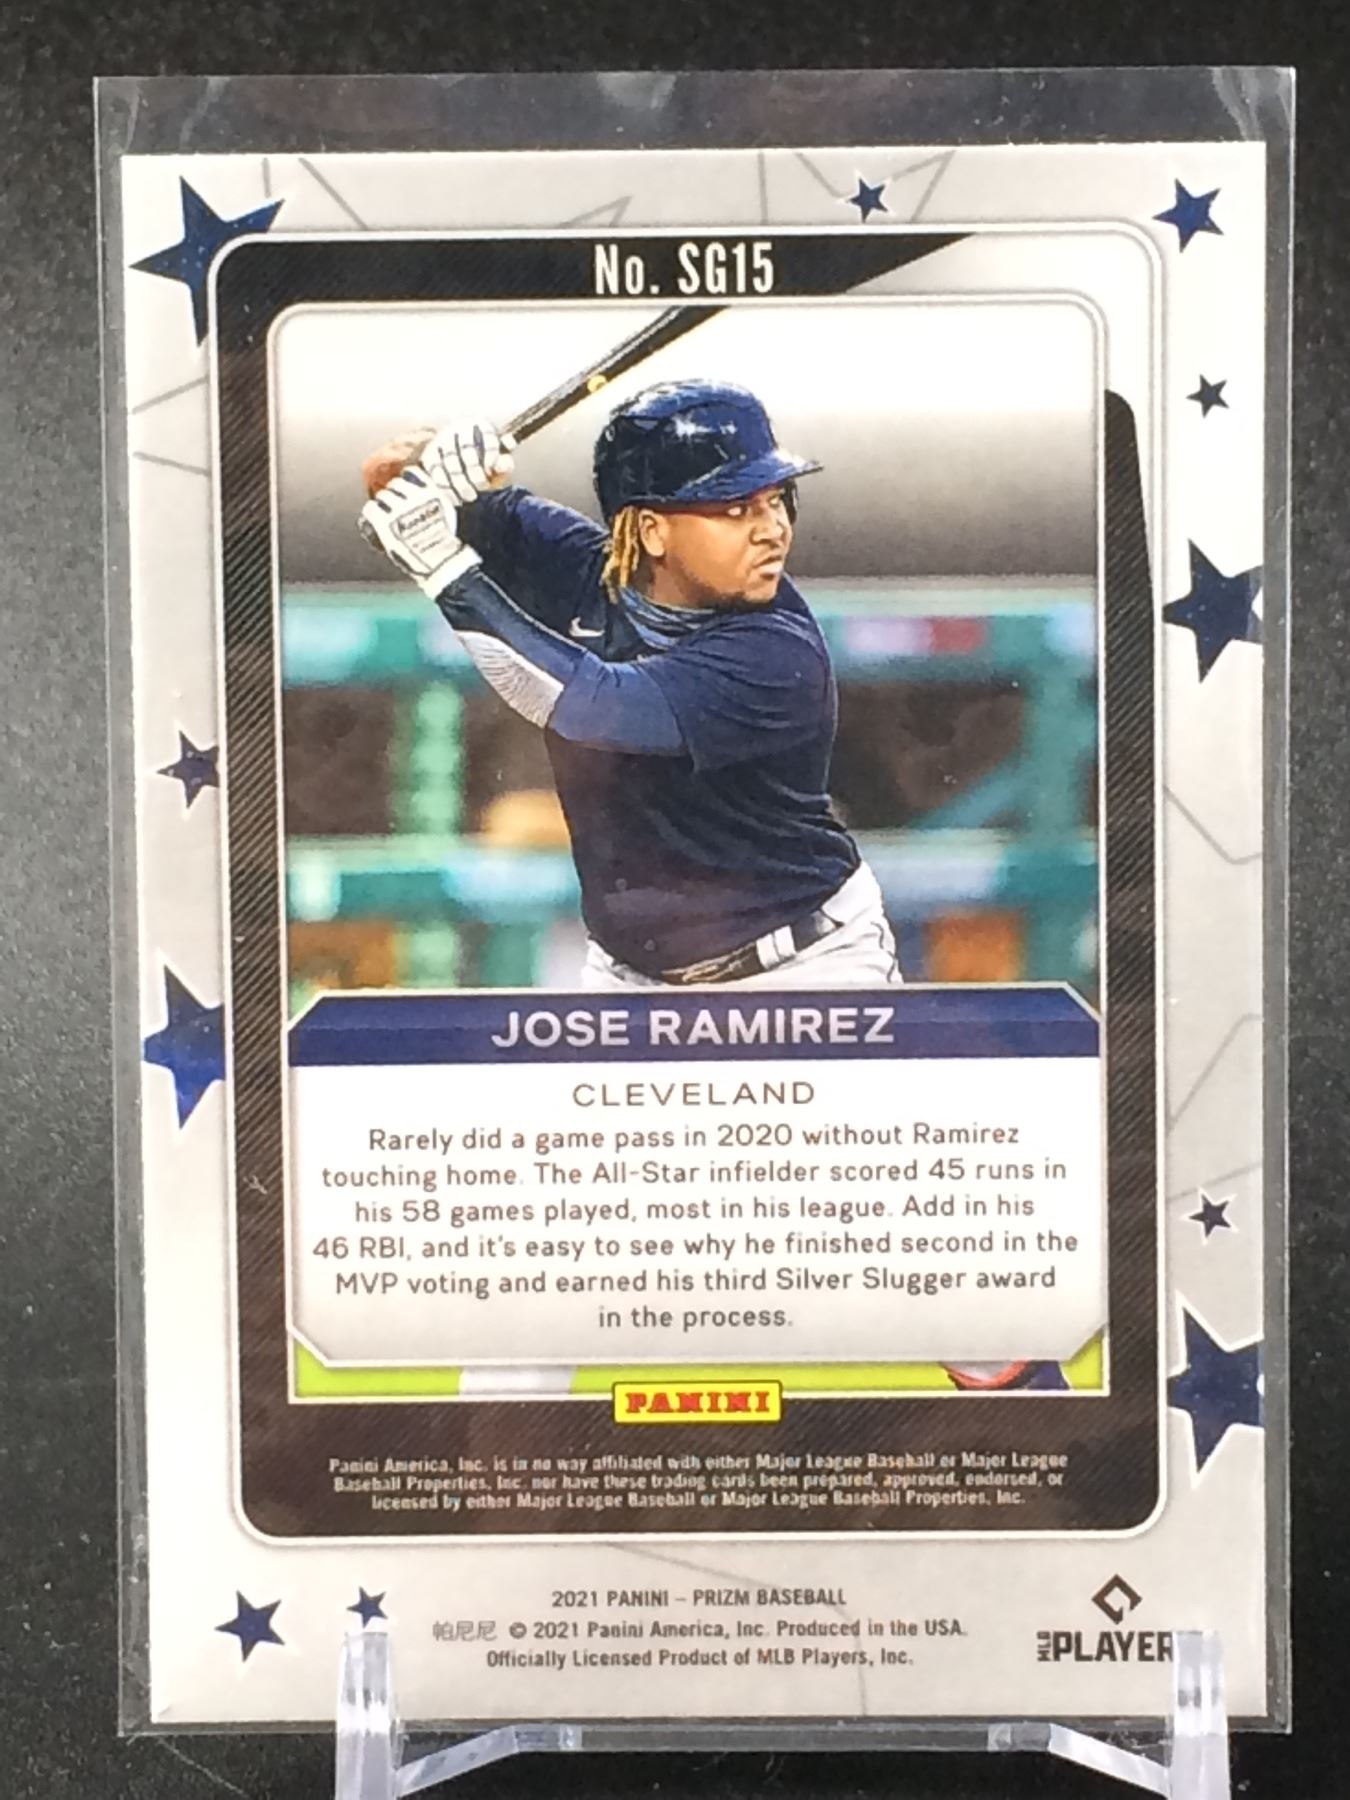 No. SG15
JOSE RAMIREZ
CLEVELAND
Rarely did a game pass in 2020 without Ramirez
touching home. The All-Star infielder scored 45 runs in
his 58 games played, most in his league. Add in his
46 RBI, and it's easy to see why he finished second in the
MVP voting and earned his third Silver Slugger award
in the process.
PANINI
Panini America, Inc. is in no way affiliated with either Major League Baseball or Major League
Baseball Properties, Inc. nor have these trading cards been prepared, approved, endorsed, or
licensed by either Major League Baseball or Major League Baseball Properties, Inc.
2021 PANINI – PRIZM BASEBALL
帕尼尼 © 2021 Panini America, Inc. Produced in the USA.
Officially Licensed Product of MLB Players, Inc.
MLB PLAYER